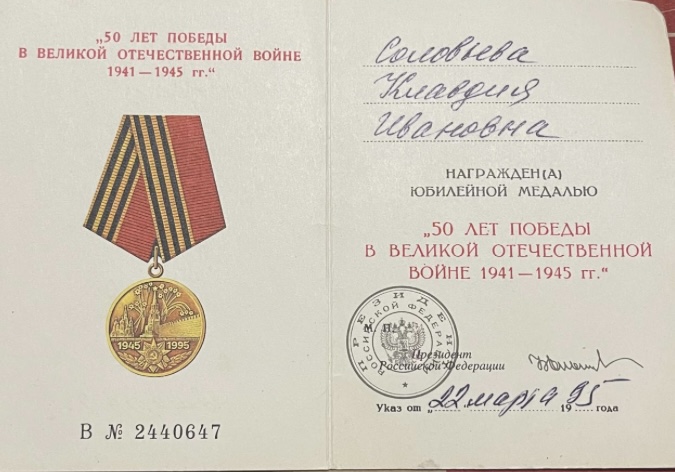 „50 ЛЕТ ПОБЕДЫ
В ВЕЛИКОЙ ОТЕЧЕСТВЕННОЙ ВОЙНЕ
1941—1945 гг.“
1945 1995
В № 2440647
Соловьева
Клавдия
Ивановна
НАГРАЖДЕН(А)
ЮБИЛЕЙНОЙ МЕДАЛЬЮ
„50 ЛЕТ ПОБЕДЫ
В ВЕЛИКОЙ ОТЕЧЕСТВЕННОЙ
ВОЙНЕ 1941—1945 гг.“
ПРЕЗИДЕНТ
РОССИЙСКОЙ ФЕДЕРАЦИИ
М. П.
Президент
Российской Федерации
Указ от „22 марта 1995 года